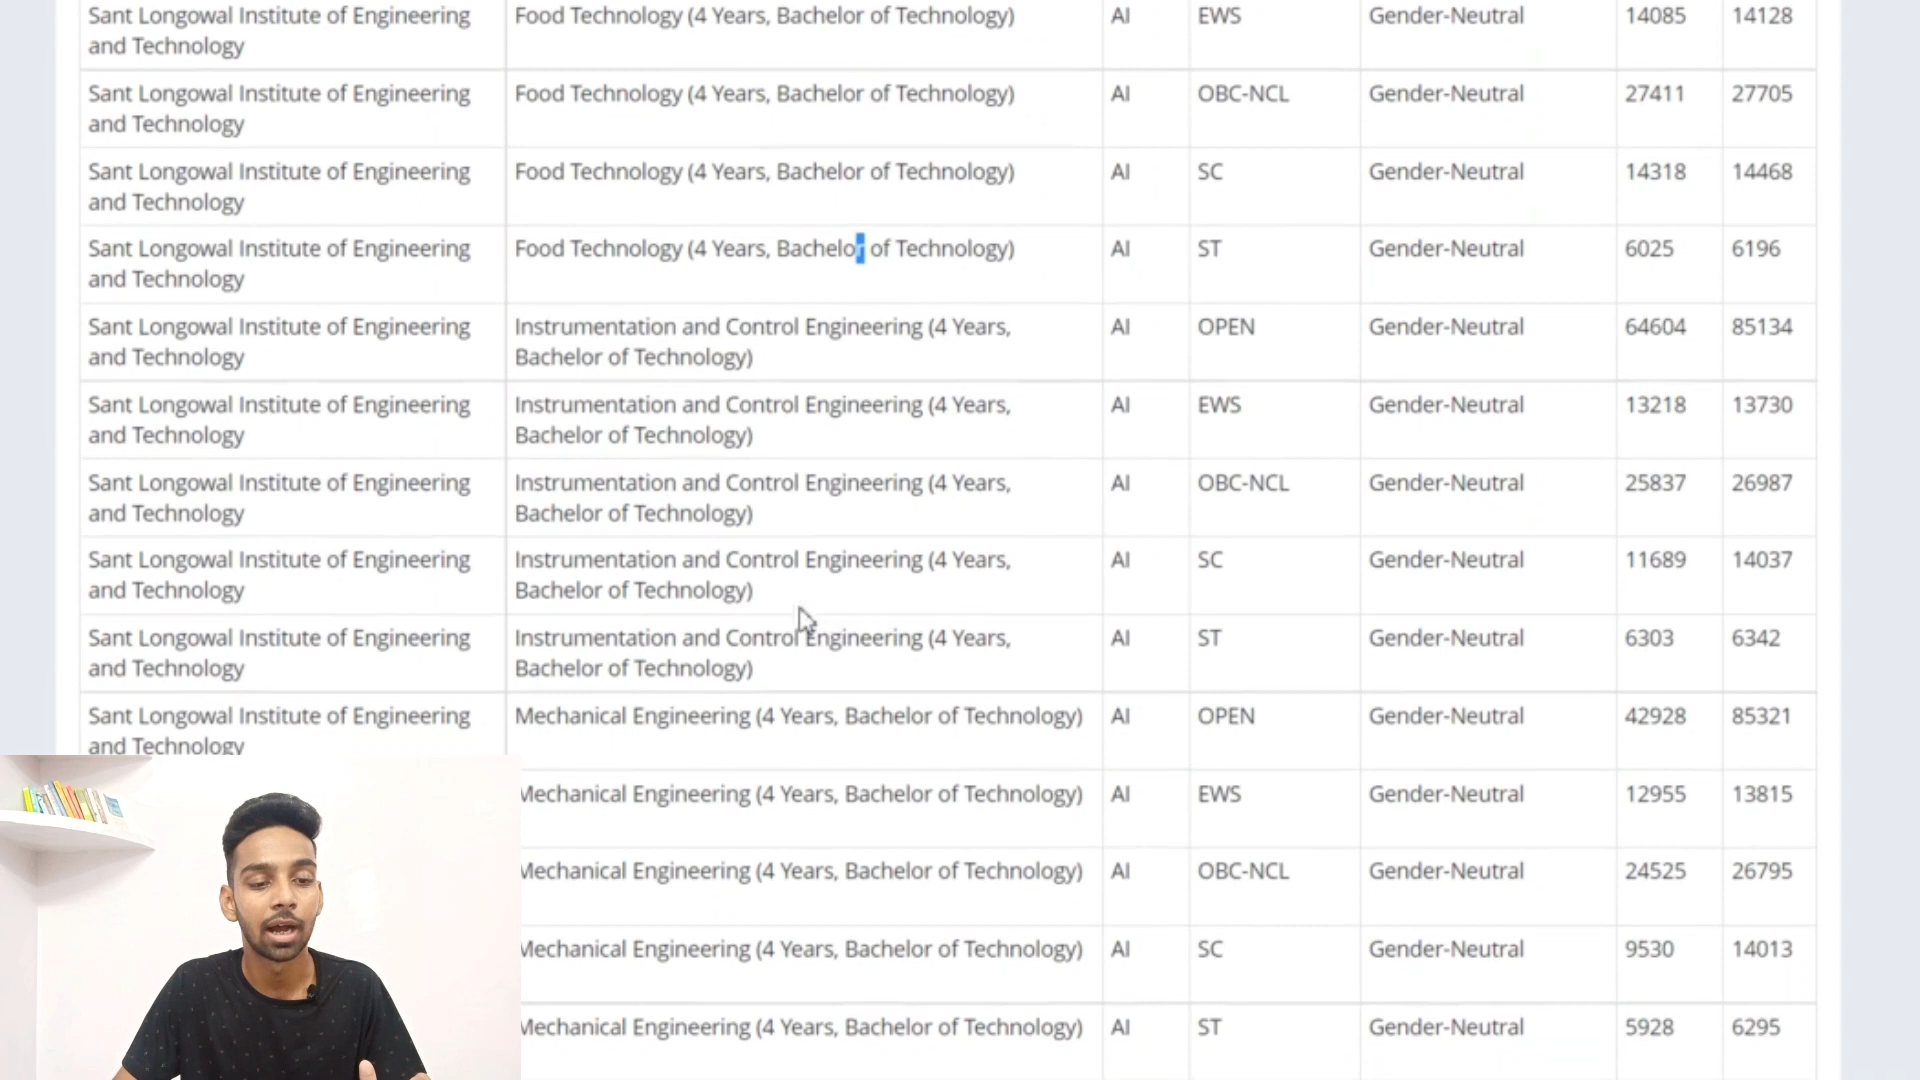 Sant Longowal Institute of Engineering
and Technology
Food Technology (4 Years, Bachelor of Technology)
AI
EWS
Gender-Neutral
14085
14128
Sant Longowal Institute of Engineering
and Technology
Food Technology (4 Years, Bachelor of Technology)
AI
OBC-NCL
Gender-Neutral
27411
27705
Sant Longowal Institute of Engineering
and Technology
Food Technology (4 Years, Bachelor of Technology)
AI
SC
Gender-Neutral
14318
14468
Sant Longowal Institute of Engineering
and Technology
Food Technology (4 Years, Bachelor of Technology)
AI
ST
Gender-Neutral
6025
6196
Sant Longowal Institute of Engineering
and Technology
Instrumentation and Control Engineering (4 Years,
Bachelor of Technology)
AI
OPEN
Gender-Neutral
64604
85134
Sant Longowal Institute of Engineering
and Technology
Instrumentation and Control Engineering (4 Years,
Bachelor of Technology)
AI
EWS
Gender-Neutral
13218
13730
Sant Longowal Institute of Engineering
and Technology
Instrumentation and Control Engineering (4 Years,
Bachelor of Technology)
AI
OBC-NCL
Gender-Neutral
25837
26987
Sant Longowal Institute of Engineering
and Technology
Instrumentation and Control Engineering (4 Years,
Bachelor of Technology)
AI
SC
Gender-Neutral
11689
14037
Sant Longowal Institute of Engineering
and Technology
Instrumentation and Control Engineering (4 Years,
Bachelor of Technology)
AI
ST
Gender-Neutral
6303
6342
Sant Longowal Institute of Engineering
and Technology
Mechanical Engineering (4 Years, Bachelor of Technology)
AI
OPEN
Gender-Neutral
42928
85321
Mechanical Engineering (4 Years, Bachelor of Technology)
AI
EWS
Gender-Neutral
12955
13815
Mechanical Engineering (4 Years, Bachelor of Technology)
AI
OBC-NCL
Gender-Neutral
24525
26795
Mechanical Engineering (4 Years, Bachelor of Technology)
AI
SC
Gender-Neutral
9530
14013
Mechanical Engineering (4 Years, Bachelor of Technology)
AI
ST
Gender-Neutral
5928
6295